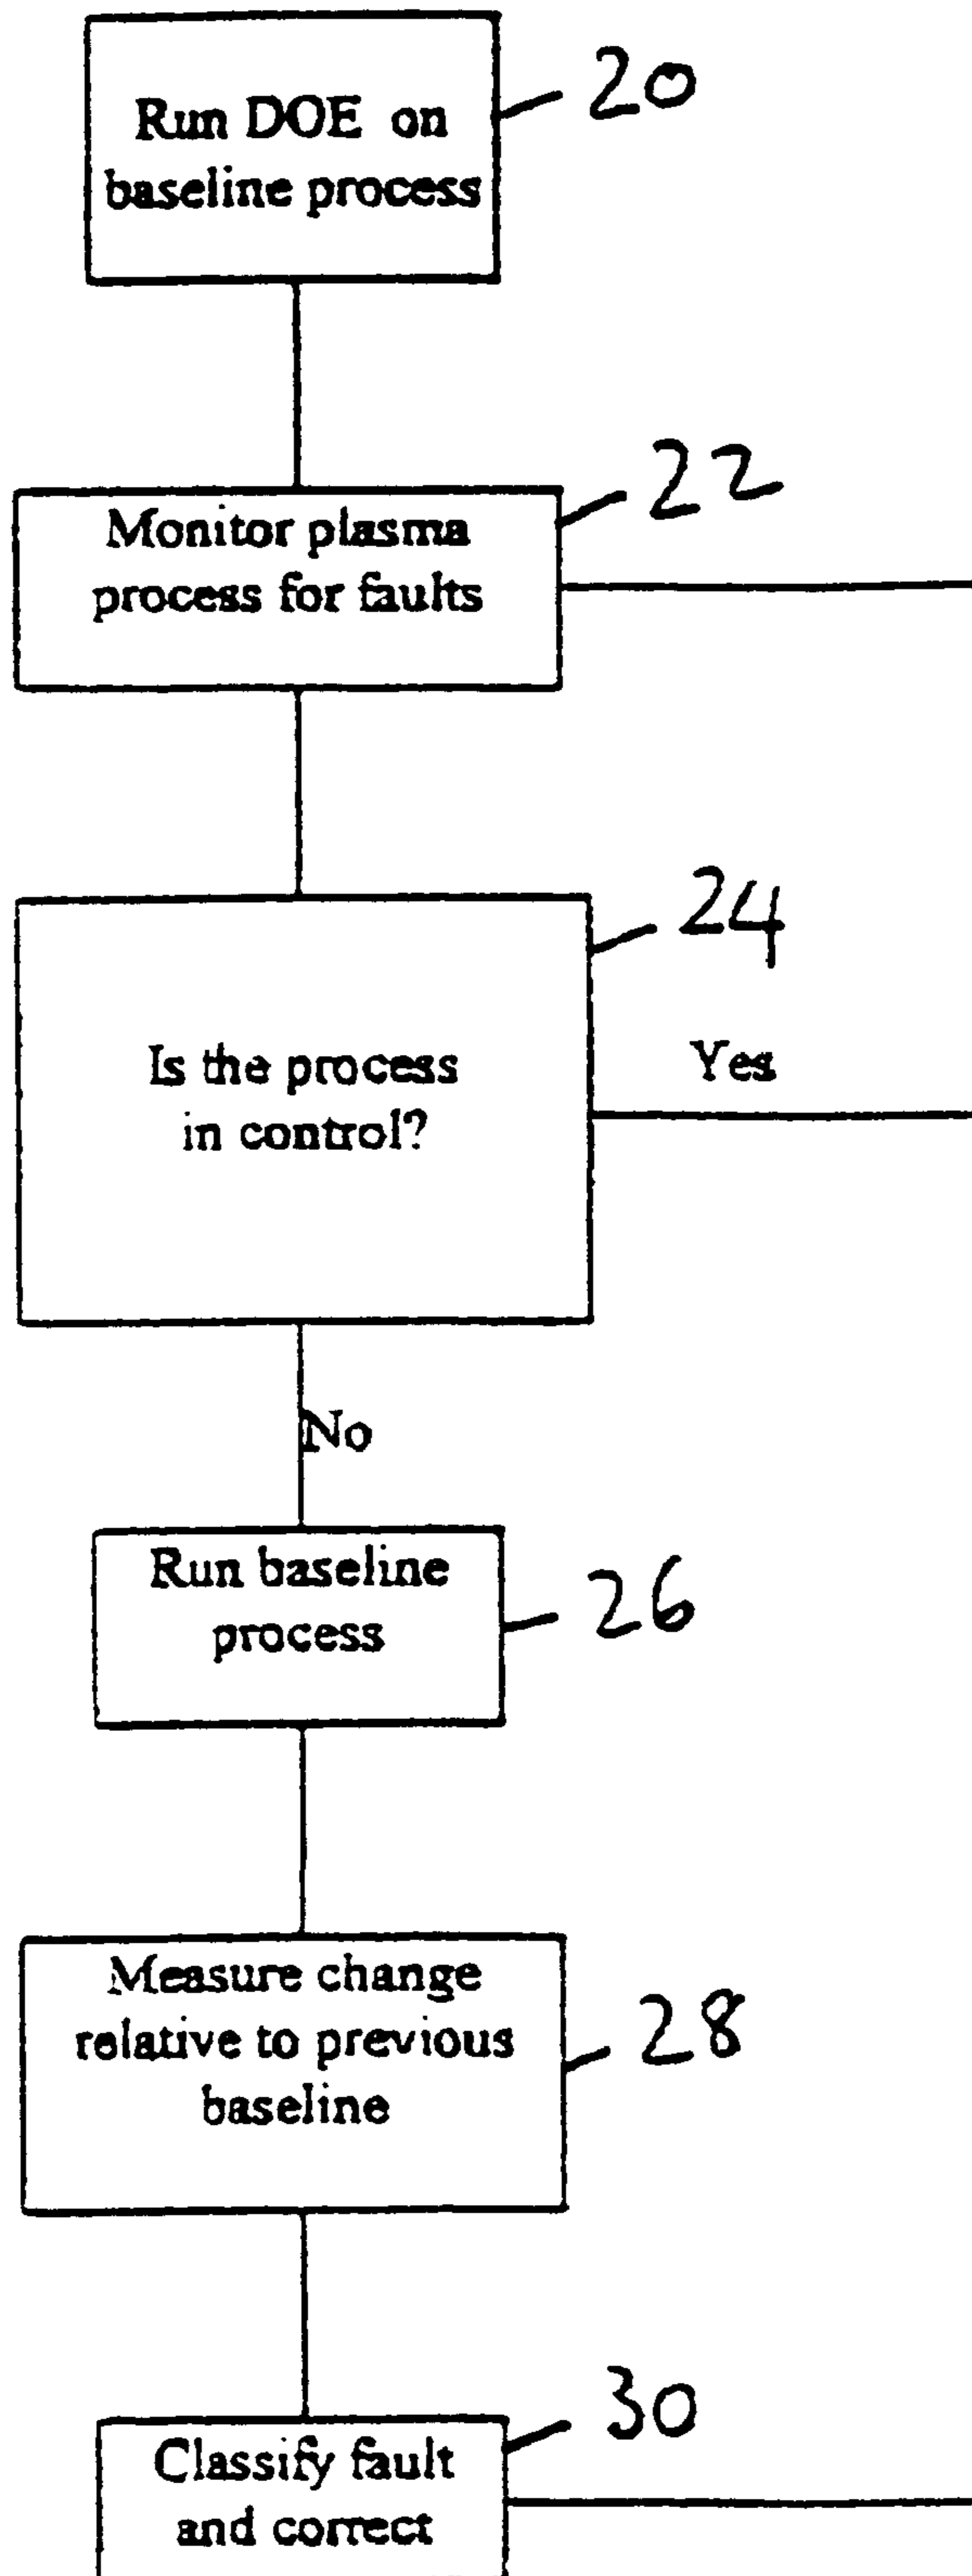 Run DOE on
baseline process
20
Monitor plasma
process for faults
22
24
Is the process
in control?
Yes
No
Run baseline
process
26
Measure change
relative to previous
baseline
28
30
Classify fault
and correct